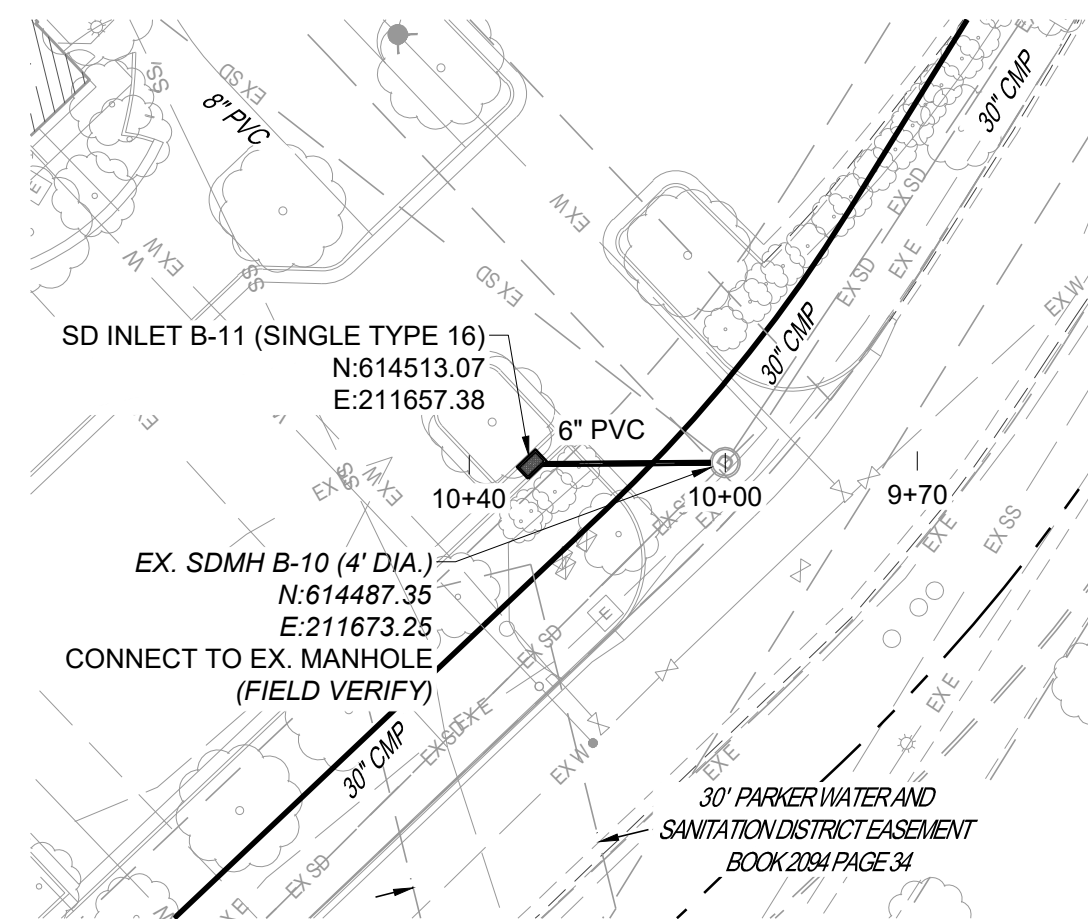 EX SD
8" PVC
SS
E
W
EX W
SS
EX W
EX SD
30" CMP
EX SD
EX E
EX SD
EX W
30" CMP
SD INLET B-11 (SINGLE TYPE 16)
N:614513.07
E:211657.38
6" PVC
10+40
10+00
9+70
EX E
SS
EX W
EX E
EX SS
EX. SDMH B-10 (4' DIA.)
N:614487.35
E:211673.25
CONNECT TO EX. MANHOLE
(FIELD VERIFY)
E
EX SD
EX E
EX SD
EX E
EX W
EX E
30" CMP
30' PARKER WATER AND
SANITATION DISTRICT EASEMENT
BOOK 2094 PAGE 34
EX SD
EX E